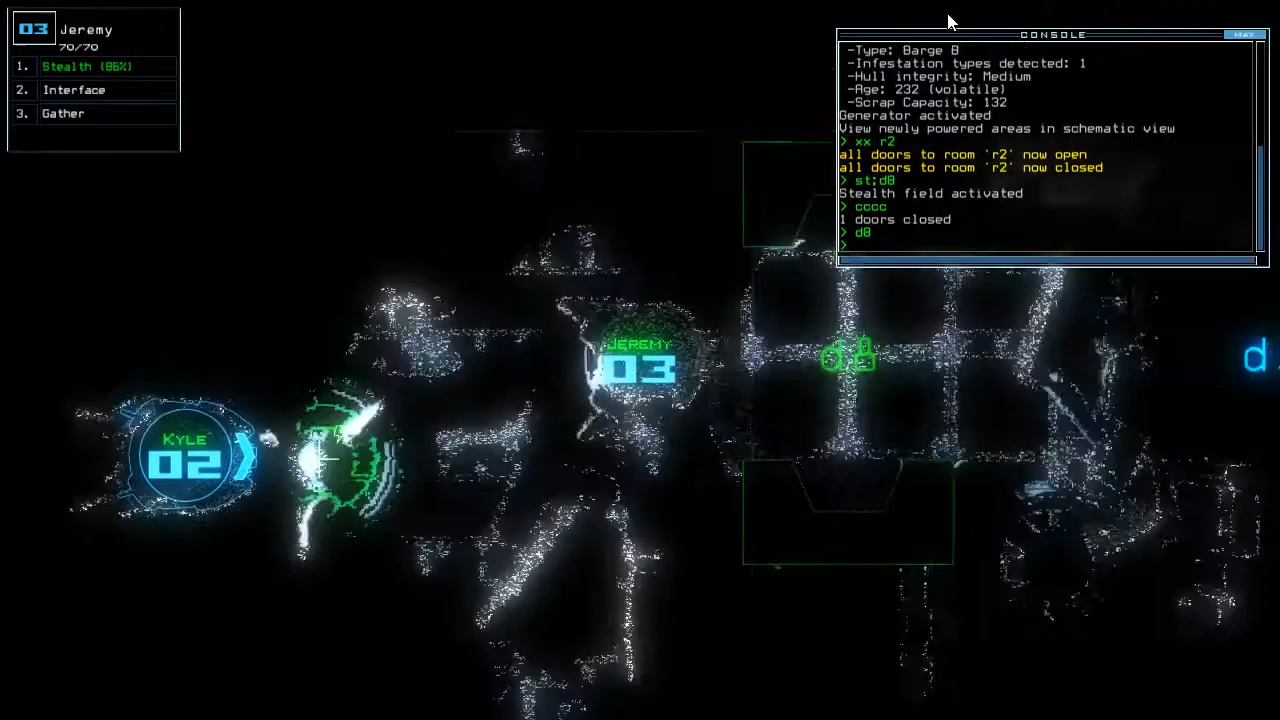 03 Jeremy
70/70
1. Stealth (86%)
2. Interface
3. Gather
CONSOLE
MAX
-Type: Barge B
-Infestation types detected: 1
-Hull integrity: Medium
-Age: 232 (volatile)
-Scrap Capacity: 132
Generator activated
View newly powered areas in schematic view
> xx r2
all doors to room 'r2' now open
all doors to room 'r2' now closed
> st;d8
Stealth field activated
> cccc
1 doors closed
> d8
>
JEREMY
03
d
d
KYLE
02